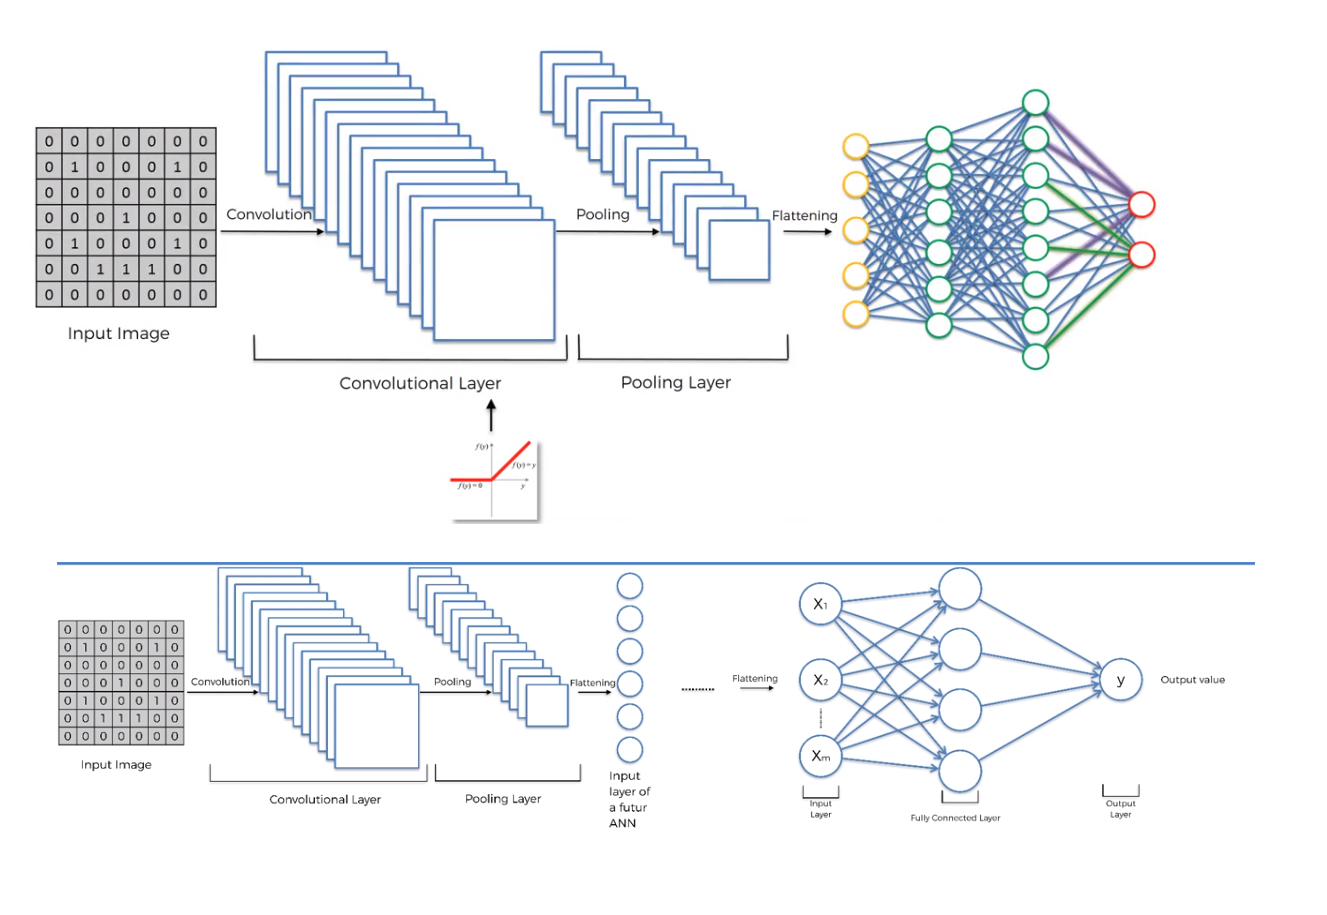 0 0 0 0 0 0 0
0 1 0 0 0 1 0
0 0 0 0 0 0 0
0 0 0 1 0 0 0
0 1 0 0 0 1 0
0 0 1 1 1 0 0
0 0 0 0 0 0 0
Input Image
Convolution
Pooling
Flattening
Convolutional Layer
Pooling Layer
f(y)
f(y)=y
f(y)=0
y
0 0 0 0 0 0 0
0 1 0 0 0 1 0
0 0 0 0 0 0 0
0 0 0 1 0 0 0
0 1 0 0 0 1 0
0 0 1 1 1 0 0
0 0 0 0 0 0 0
Input Image
Convolution
Pooling
Flattening
Convolutional Layer
Pooling Layer
Input
layer of
a futur
ANN
..........
Flattening
X₁
X₂
Xₘ
y
Output value
Input
Layer
Fully Connected Layer
Output
Layer